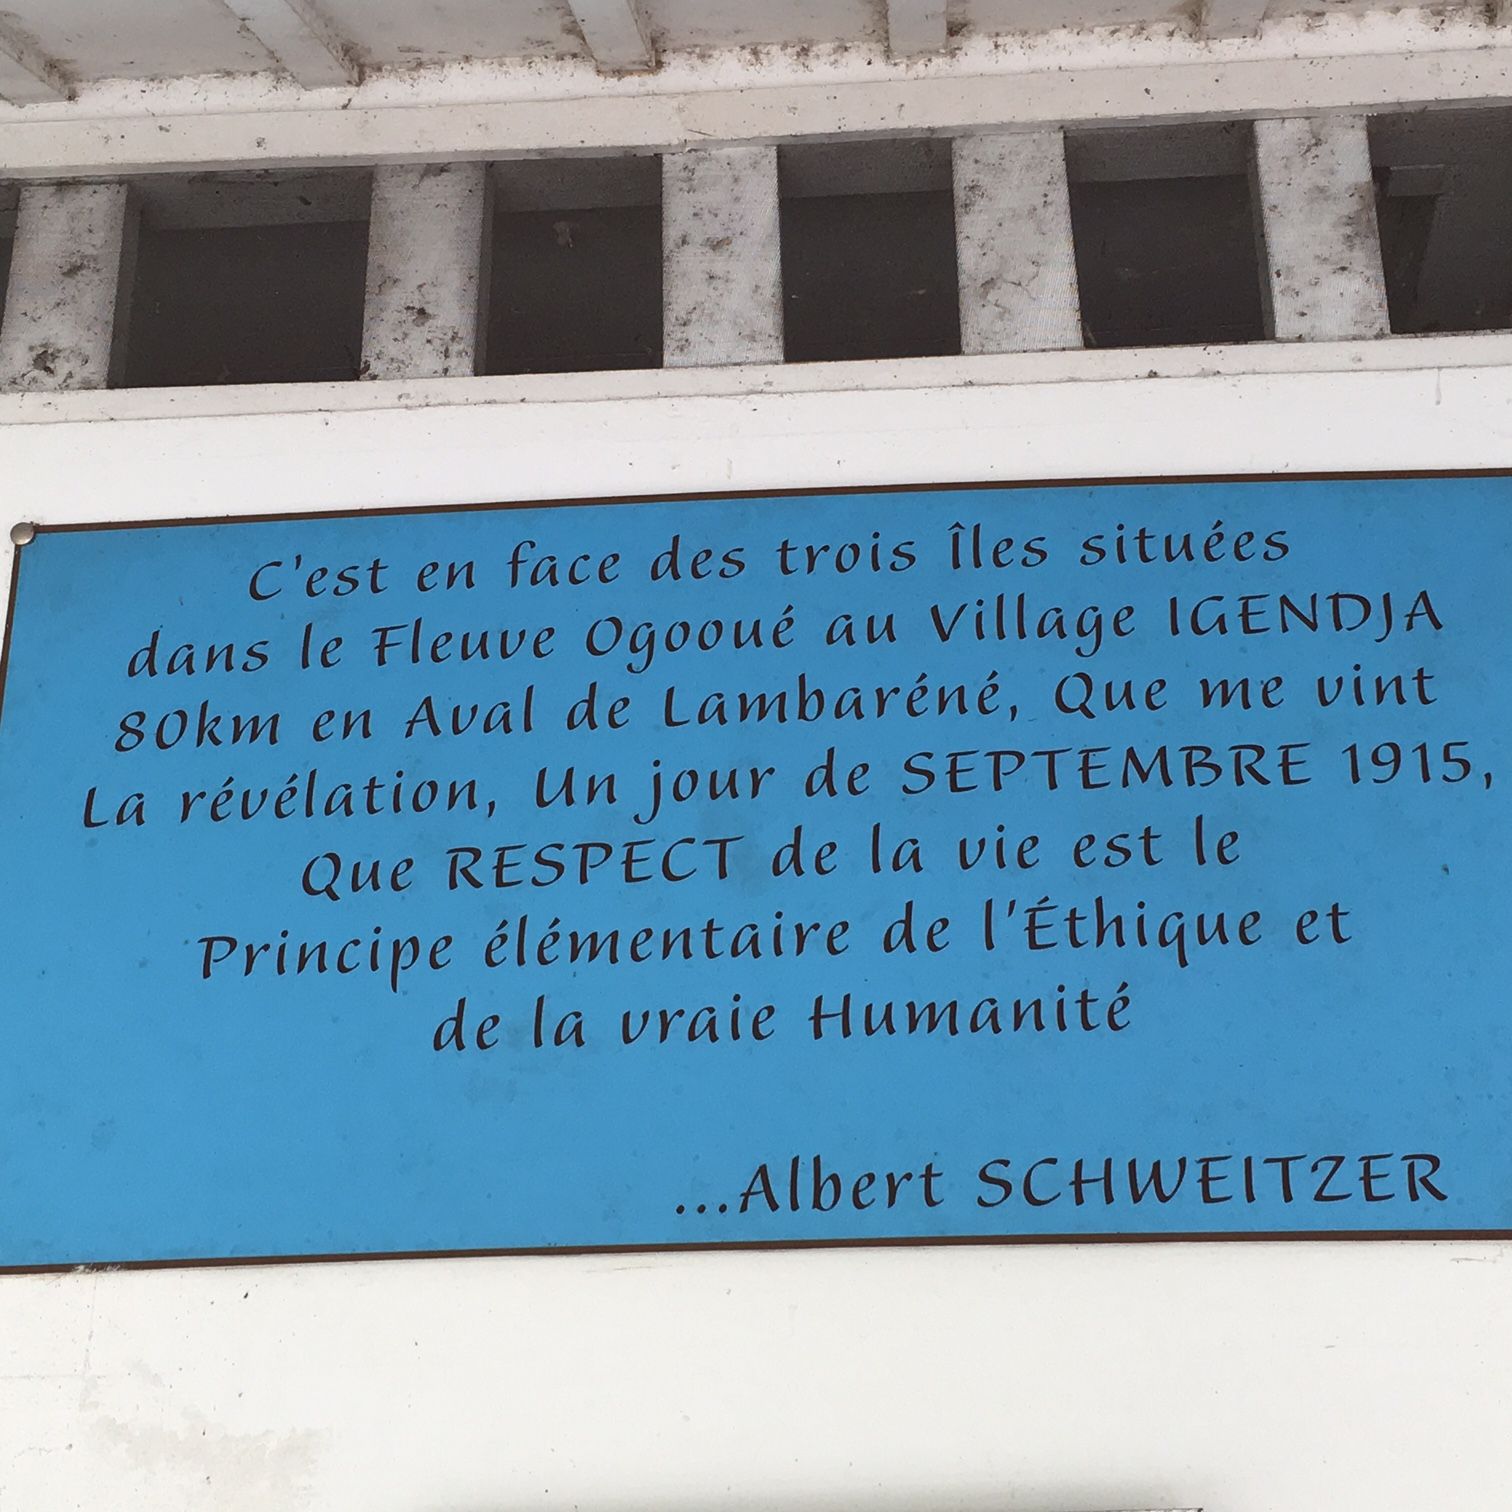 C'est en face des trois Îles situées
dans le Fleuve Ogooué au Village IGENDJA
80km en Aval de Lambaréné, Que me vint
La révélation, Un jour de SEPTEMBRE 1915,
Que RESPECT de la vie est le
Principe élémentaire de l'Éthique et
de la vraie Humanité
...Albert SCHWEITZER